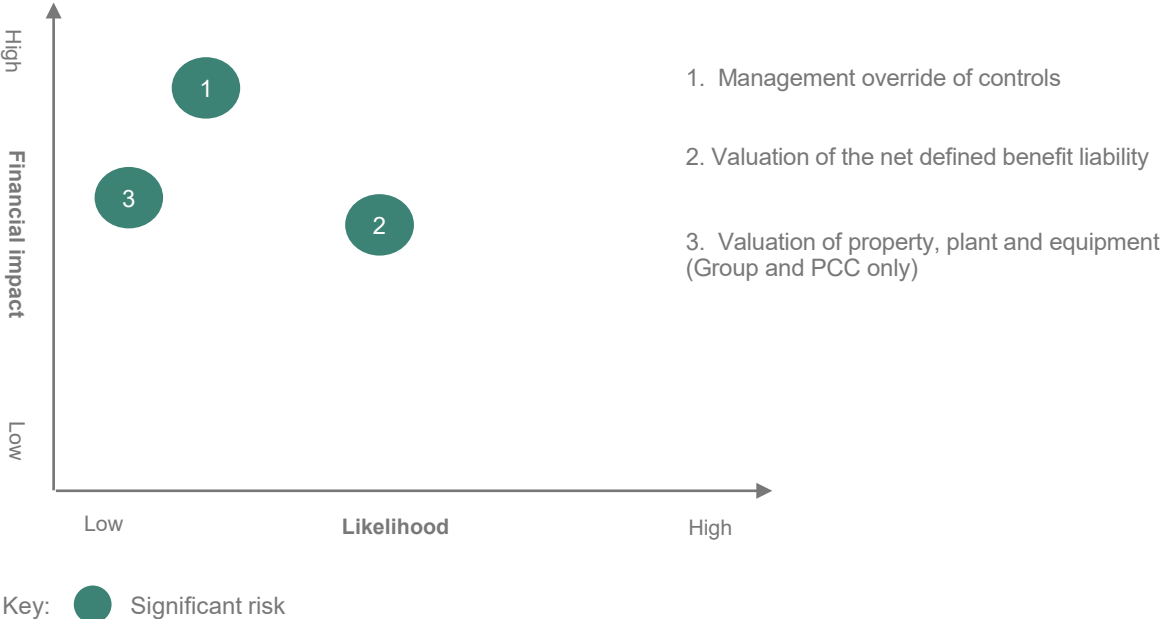 High
Financial impact
Low
1
3
2
1. Management override of controls
2. Valuation of the net defined benefit liability
3. Valuation of property, plant and equipment
(Group and PCC only)
Low
Likelihood
High
Key:
Significant risk